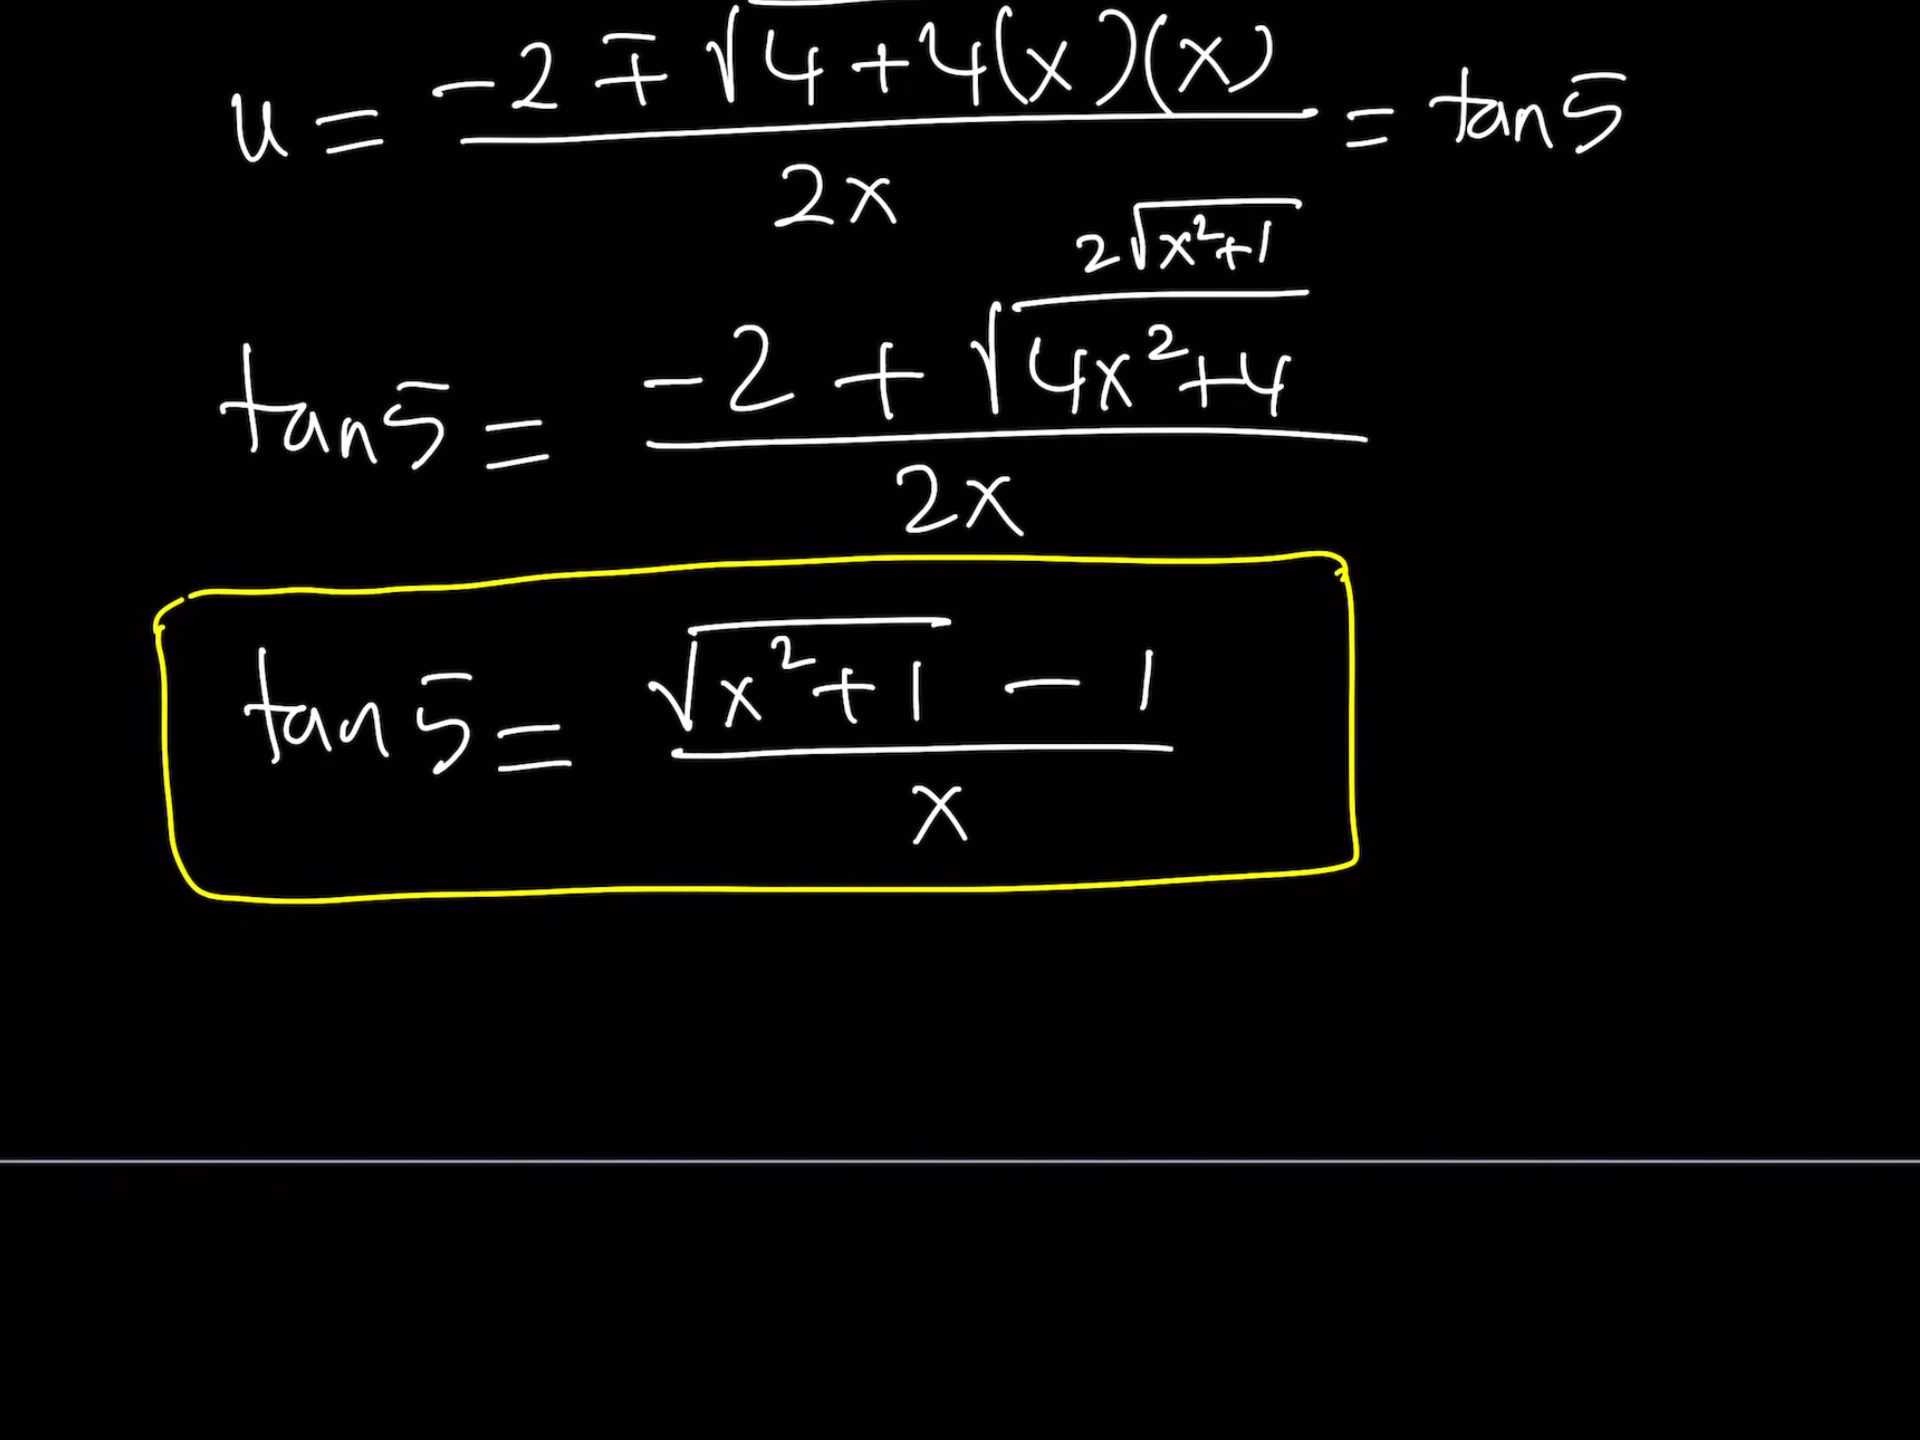 u = (-2 ∓ √(4+4(x)(x)))/(2x) = tan5
2√(x²+1)
tan5 = (-2 + √(4x²+4))/(2x)
tan5 = (√(x²+1) - 1)/x